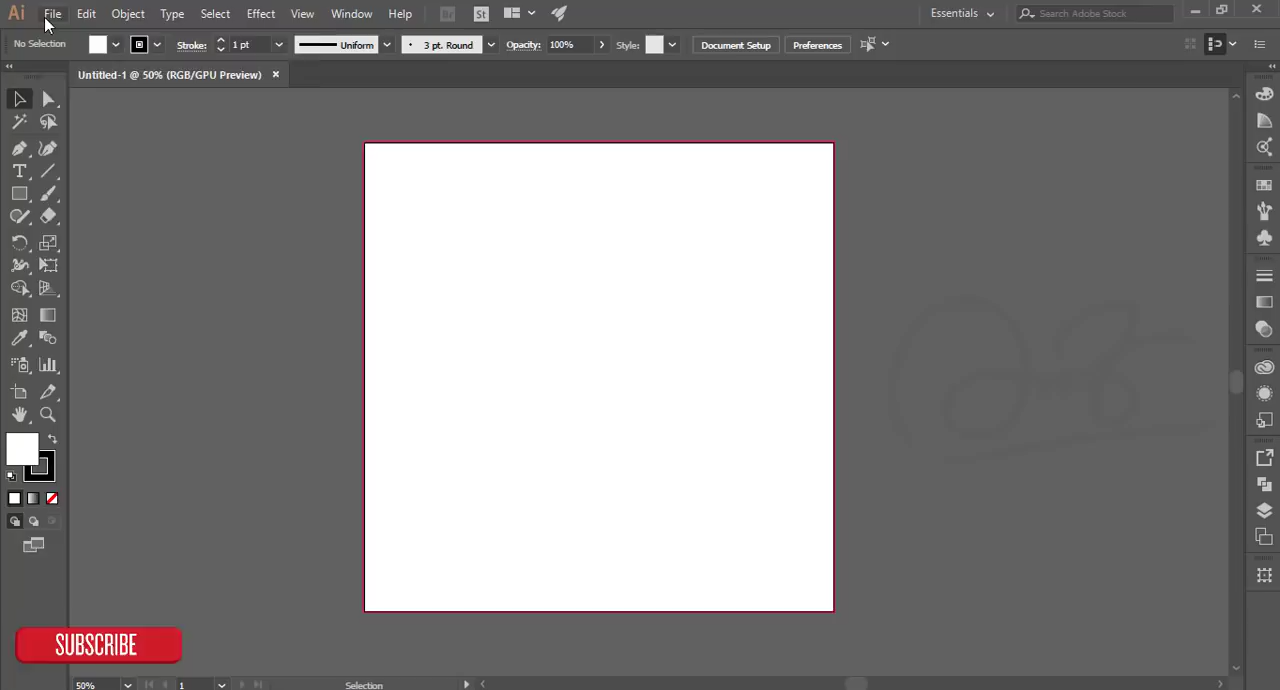 Ai File Edit Object Type Select Effect View Window Help Br St Essentials Search Adobe Stock
No Selection Stroke: 1 pt Uniform 3 pt. Round Opacity: 100% Style: Document Setup Preferences
Untitled-1 @ 50% (RGB/GPU Preview)
T
SUBSCRIBE
50% 1 Selection